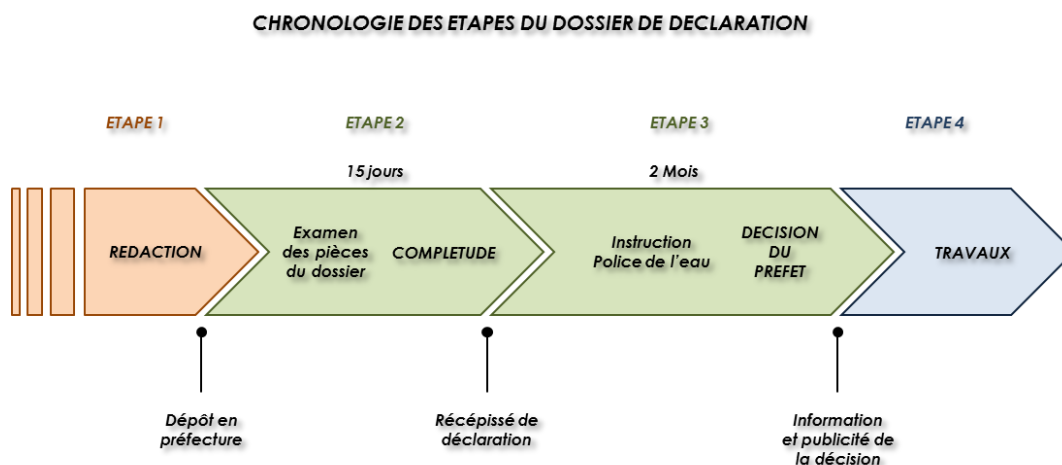 CHRONOLOGIE DES ETAPES DU DOSSIER DE DECLARATION
ETAPE 1
ETAPE 2
ETAPE 3
ETAPE 4
15 jours
2 Mois
REDACTION
Examen
des pièces
du dossier
COMPLETUDE
Instruction
Police de l'eau
DECISION
DU
PREFET
TRAVAUX
Dépôt en
préfecture
Récépissé de
déclaration
Information
et publicité de
la décision